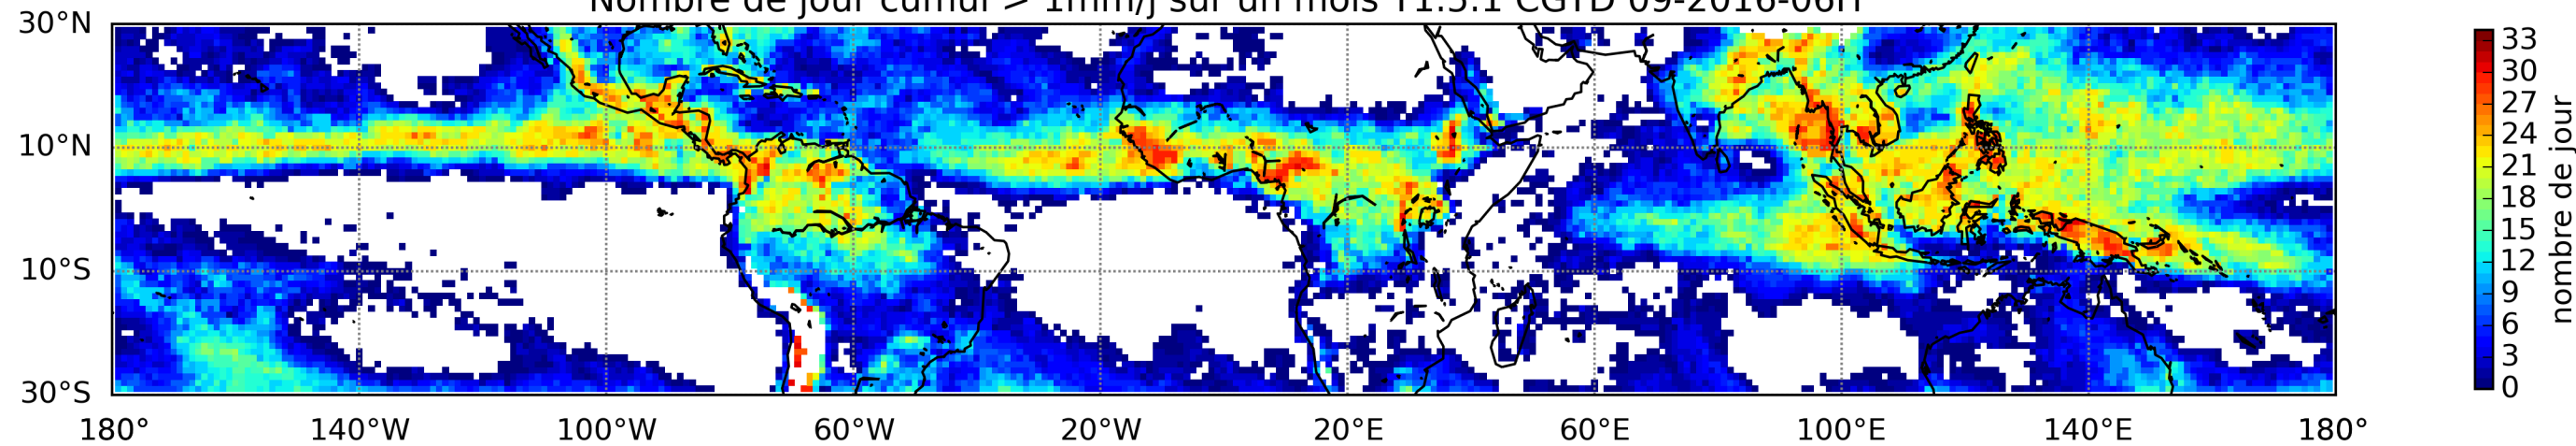 Nombre de jour cumul > 1mm/j sur un mois T1.5.1 CGTD 09-2016-06H
30°N
10°N
10°S
30°S
180°
140°W
100°W
60°W
20°W
20°E
60°E
100°E
140°E
180°
33
30
27
24
21
18
15
12
9
6
3
0
nombre de jour